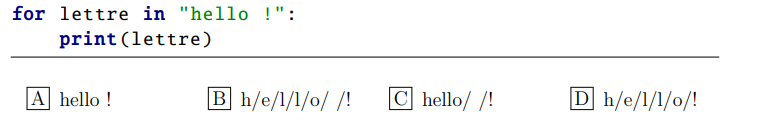 for lettre in "hello !":
    print(lettre)
A hello ! B h/e/l/l/o/ /! C hello/ /! D h/e/l/l/o/!